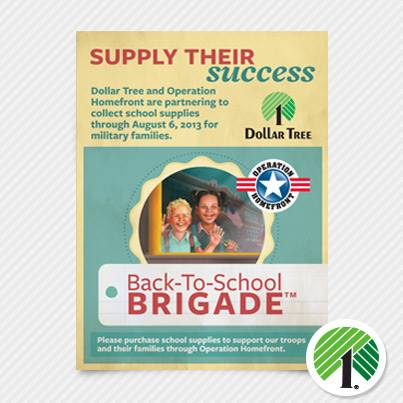 SUPPLY THEIR
success
Dollar Tree and Operation
Homefront are partnering to
collect school supplies
through August 6, 2013 for
military families.
1
DOLLAR TREE
OPERATION
HOMEFRONT
Back-To-School
BRIGADE™
Please purchase school supplies to support our troops
and their families through Operation Homefront.
1®